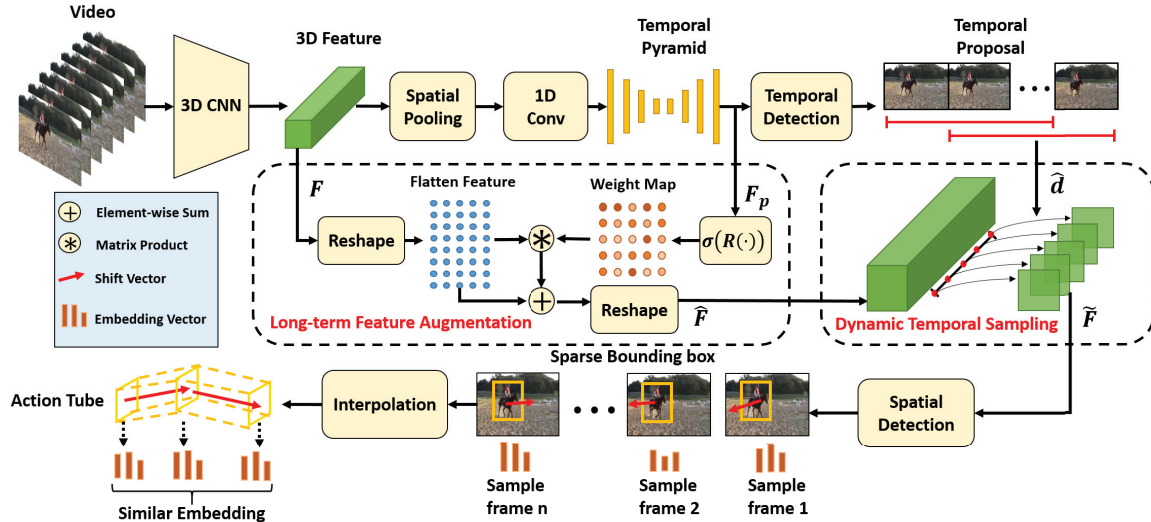 Video
3D CNN
3D Feature
Spatial
Pooling
1D
Conv
Temporal
Pyramid
Temporal
Detection
Temporal
Proposal
Element-wise Sum
Matrix Product
Shift Vector
Embedding Vector
F
Reshape
Flatten Feature
Weight Map
F_p
σ(R(·))
Reshape
F̂
Long-term Feature Augmentation
d̂
Dynamic Temporal Sampling
F̃
Sparse Bounding box
Action Tube
Interpolation
Spatial
Detection
Sample
frame n
Sample
frame 2
Sample
frame 1
Similar Embedding